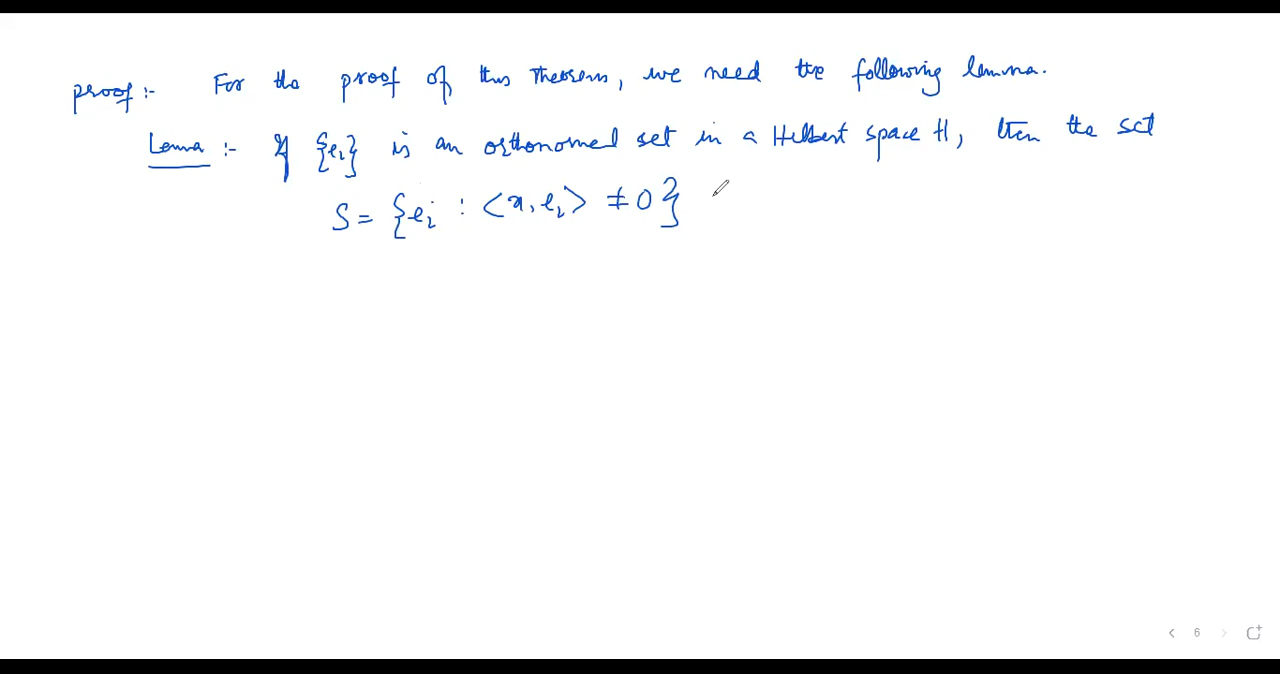 proof :- For the proof of this Theorem, we need the following lemma.
Lemma :- If {eᵢ} is an orthonormal set in a Hilbert space H, then the set
S = {eᵢ : <x, eᵢ> ≠ 0}
6